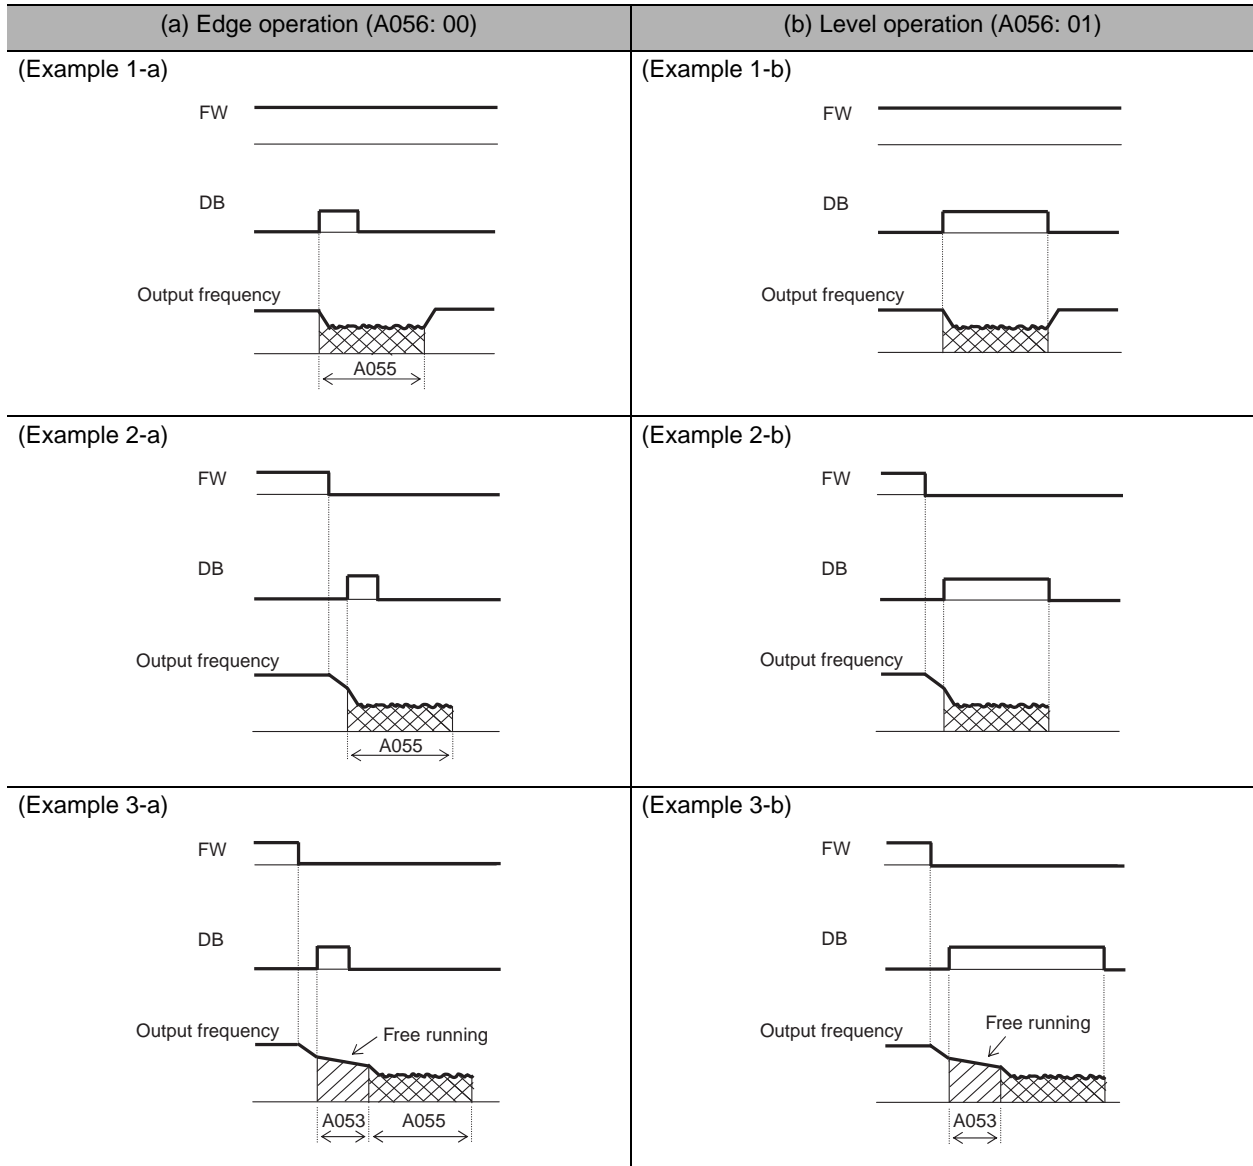 (a) Edge operation (A056: 00)
(b) Level operation (A056: 01)
(Example 1-a)
FW
DB
Output frequency
A055
(Example 1-b)
FW
DB
Output frequency
(Example 2-a)
FW
DB
Output frequency
A055
(Example 2-b)
FW
DB
Output frequency
(Example 3-a)
FW
DB
Output frequency
Free running
A053
A055
(Example 3-b)
FW
DB
Output frequency
Free running
A053